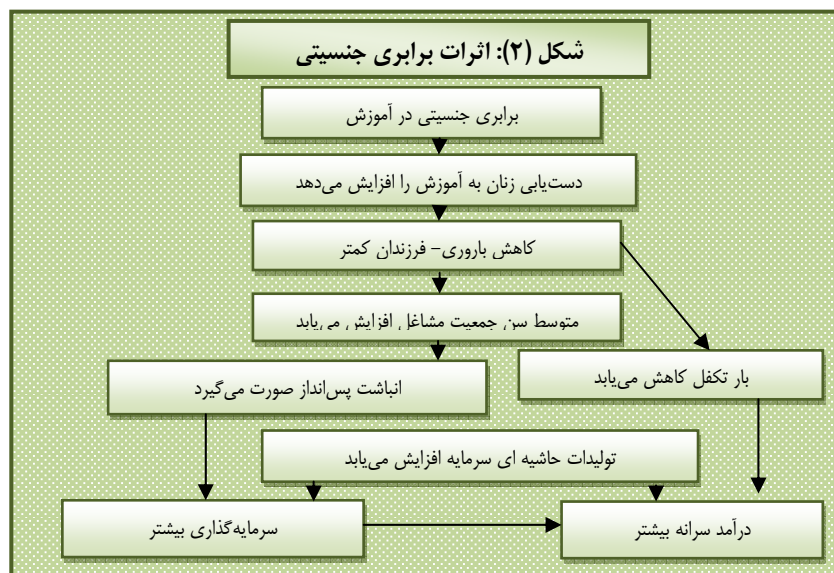 شکل (۲): اثرات برابری جنسیتی
برابری جنسیتی در آموزش
دست‌یابی زنان به آموزش را افزایش می‌دهد
کاهش باروری– فرزندان کمتر
متوسط سن جمعیت مشاغل افزایش می‌یابد
بار تکفل کاهش می‌یابد
انباشت پس‌انداز صورت می‌گیرد
تولیدات حاشیه ای سرمایه افزایش می‌یابد
درآمد سرانه بیشتر
سرمایه‌گذاری بیشتر